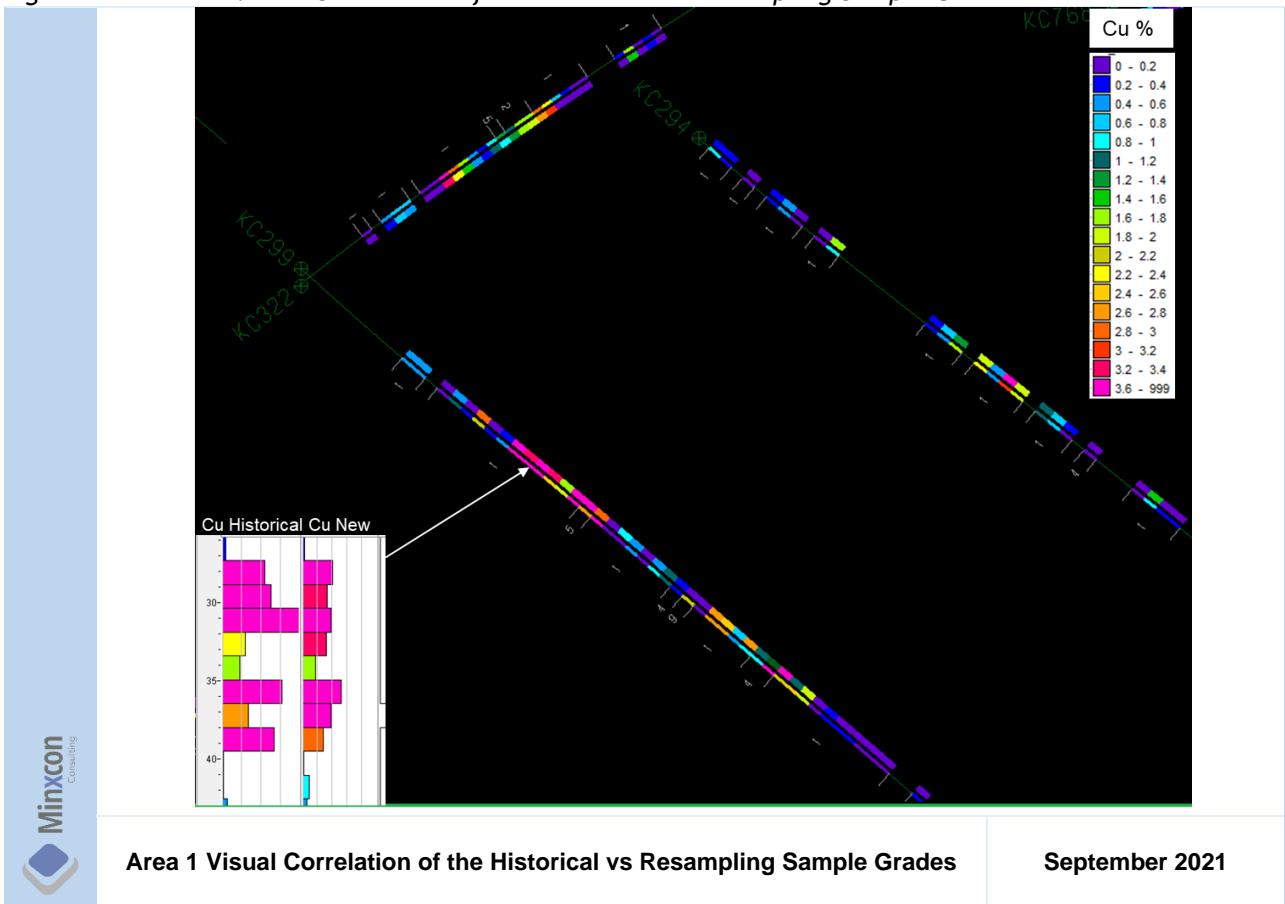 KC768
Cu %
0 - 0.2
0.2 - 0.4
0.4 - 0.6
0.6 - 0.8
0.8 - 1
1 - 1.2
1.2 - 1.4
1.4 - 1.6
1.6 - 1.8
1.8 - 2
2 - 2.2
2.2 - 2.4
2.4 - 2.6
2.6 - 2.8
2.8 - 3
3 - 3.2
3.2 - 3.4
3.6 - 999
KC294
KC299
KC322
Cu Historical Cu New
30
35
40
Minxcon
Consulting
Area 1 Visual Correlation of the Historical vs Resampling Sample Grades
September 2021